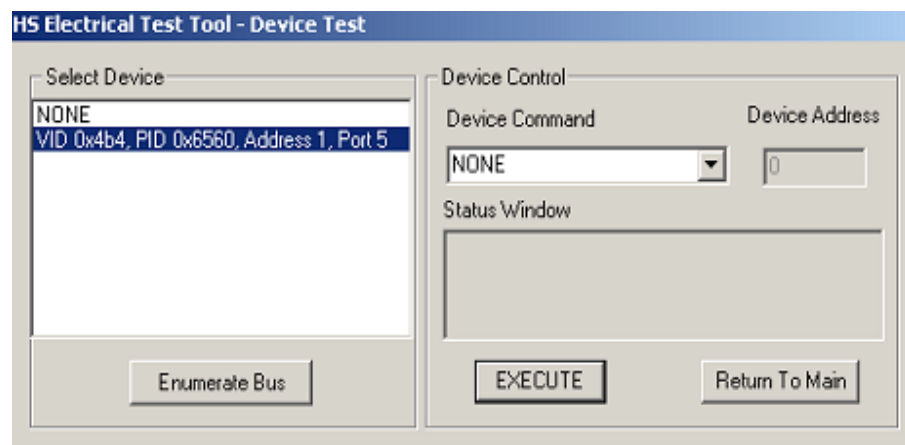 HS Electrical Test Tool - Device Test
Select Device
NONE
VID 0x4b4, PID 0x6560, Address 1, Port 5
Enumerate Bus
Device Control
Device Command
Device Address
NONE
0
Status Window
EXECUTE
Return To Main